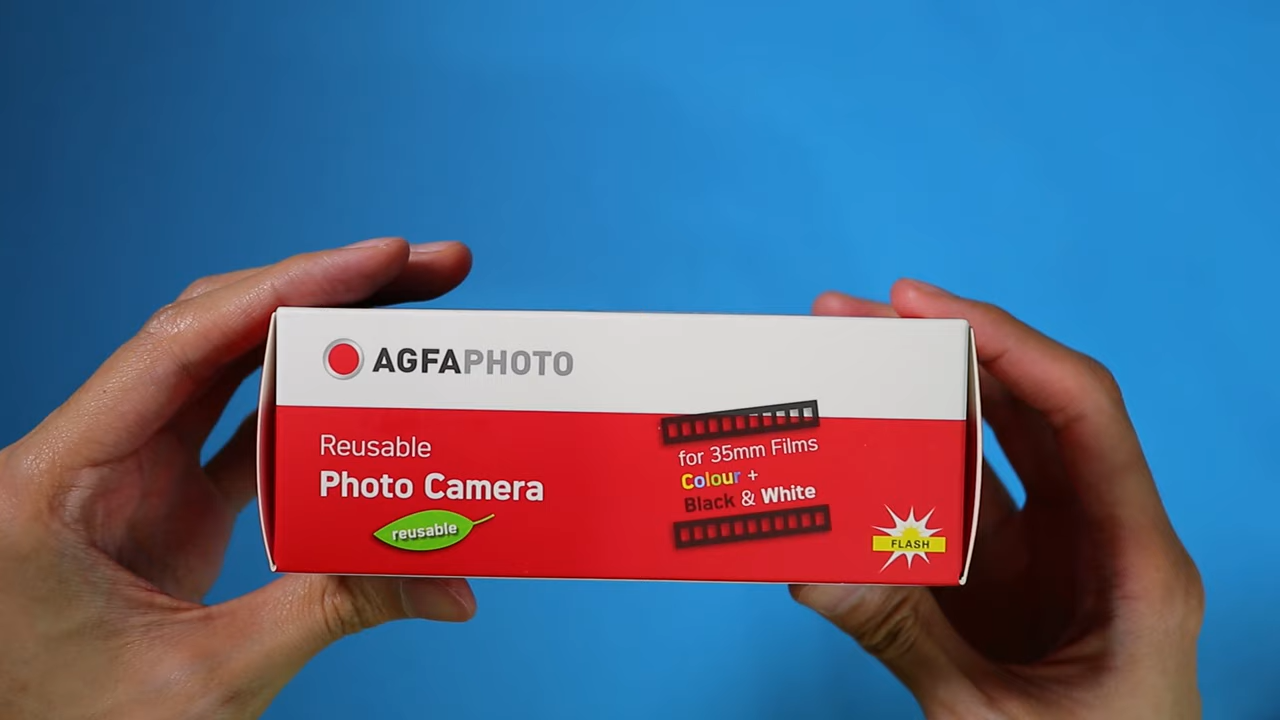 AGFAPHOTO
Reusable
Photo Camera
reusable
for 35mm Films
Colour +
Black & White
FLASH